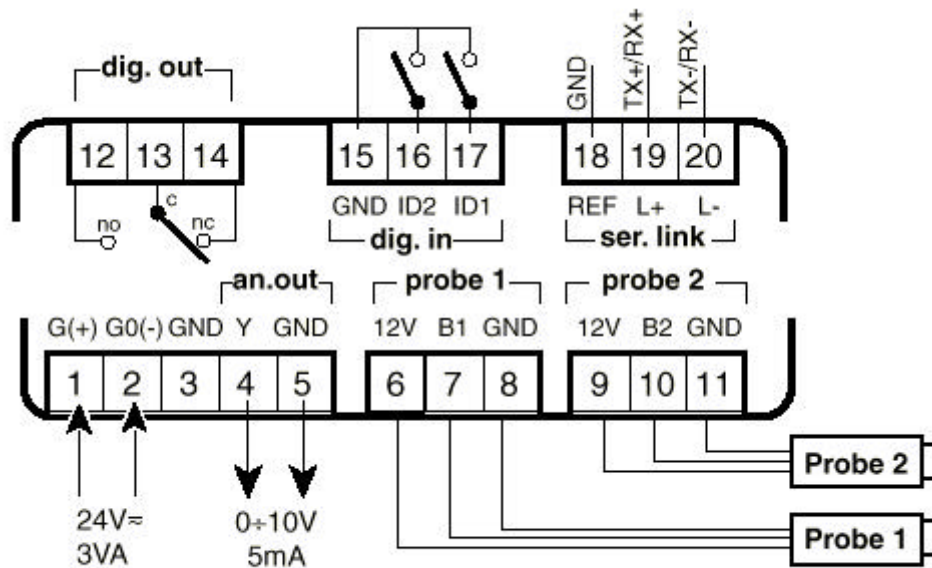 dig. out
GND TX+/RX+ TX-/RX-
12 13 14 15 16 17 18 19 20
no c nc
GND ID2 ID1 REF L+ L-
dig. in ser. link
an.out probe 1 probe 2
G(+) G0(-) GND Y GND 12V B1 GND 12V B2 GND
1 2 3 4 5 6 7 8 9 10 11
Probe 2
24V≂ 0÷10V
Probe 1
3VA 5mA